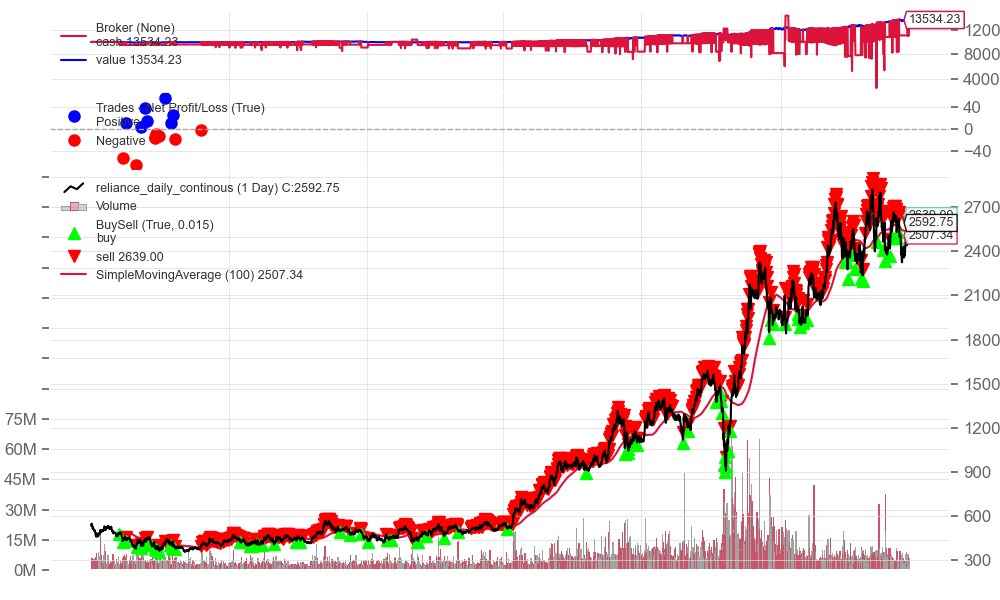 Broker (None)
cash 13534.23
value 13534.23
13534.23
1200
8000
4000
Trades - Net Profit/Loss (True)
Positive
Negative
40
0
−40
reliance_daily_continous (1 Day) C:2592.75
Volume
BuySell (True, 0.015)
buy
sell 2639.00
SimpleMovingAverage (100) 2507.34
2639.00
2592.75
2507.34
2700
2400
2100
1800
1500
1200
900
600
300
75M
60M
45M
30M
15M
0M